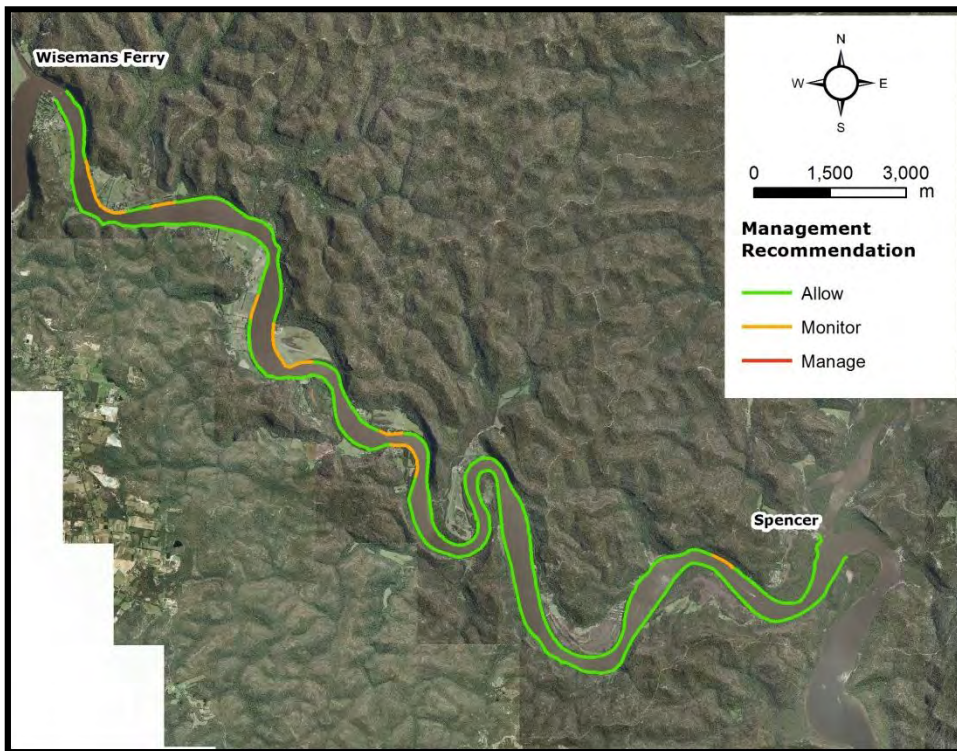 Wisemans Ferry
N
W E
S
0 1,500 3,000
m
Management
Recommendation
Allow
Monitor
Manage
Spencer